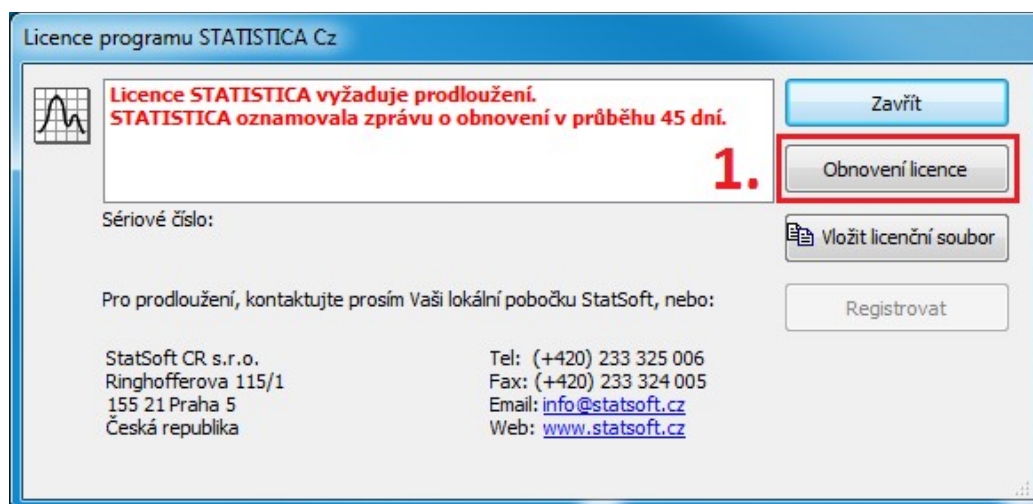 Licence programu STATISTICA Cz
Licence STATISTICA vyžaduje prodloužení.
STATISTICA oznamovala zprávu o obnovení v průběhu 45 dní.
Zavřít
1.
Obnovení licence
Sériové číslo:
Vložit licenční soubor
Pro prodloužení, kontaktujte prosím Vaši lokální pobočku StatSoft, nebo:
Registrovat
StatSoft CR s.r.o.
Ringhofferova 115/1
155 21 Praha 5
Česká republika
Tel: (+420) 233 325 006
Fax: (+420) 233 324 005
Email: info@statsoft.cz
Web: www.statsoft.cz